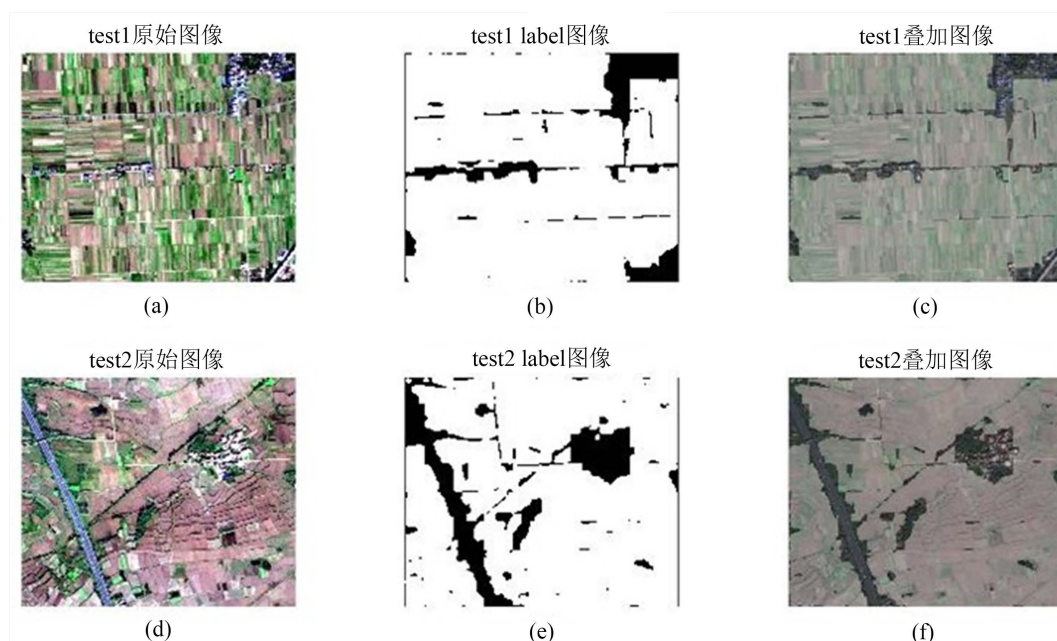 test1原始图像
test1 label图像
test1叠加图像
(a)
(b)
(c)
test2原始图像
test2 label图像
test2叠加图像
(d)
(e)
(f)